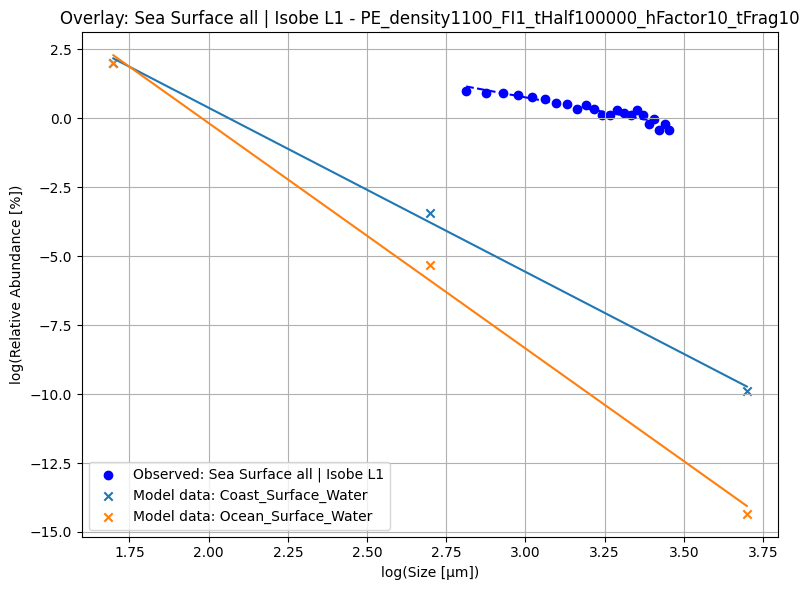 Overlay: Sea Surface all | Isobe L1 - PE_density1100_FI1_tHalf100000_hFactor10_tFrag10
log(Relative Abundance [%])
2.5
0.0
−2.5
−5.0
−7.5
−10.0
−12.5
−15.0
Observed: Sea Surface all | Isobe L1
Model data: Coast_Surface_Water
Model data: Ocean_Surface_Water
1.75 2.00 2.25 2.50 2.75 3.00 3.25 3.50 3.75
log(Size [μm])